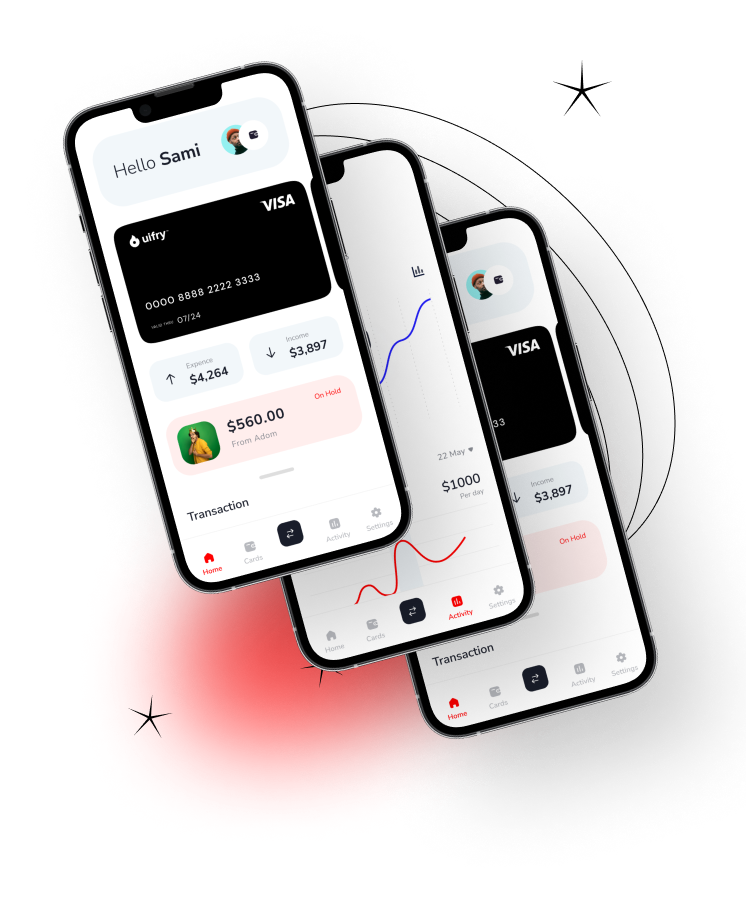 Hello Sami
VISA
uifry™
0000 8888 2222 3333
VALID THRU 07/24
Expence
$4,264
Income
$3,897
On Hold
$560.00
From Adom
Transaction
Home
Cards
Activity
Settings
22 May
$1000
Per day
Home
Cards
Activity
Settings
VISA
33
Income
$3,897
On Hold
Transaction
Home
Cards
Activity
Settings